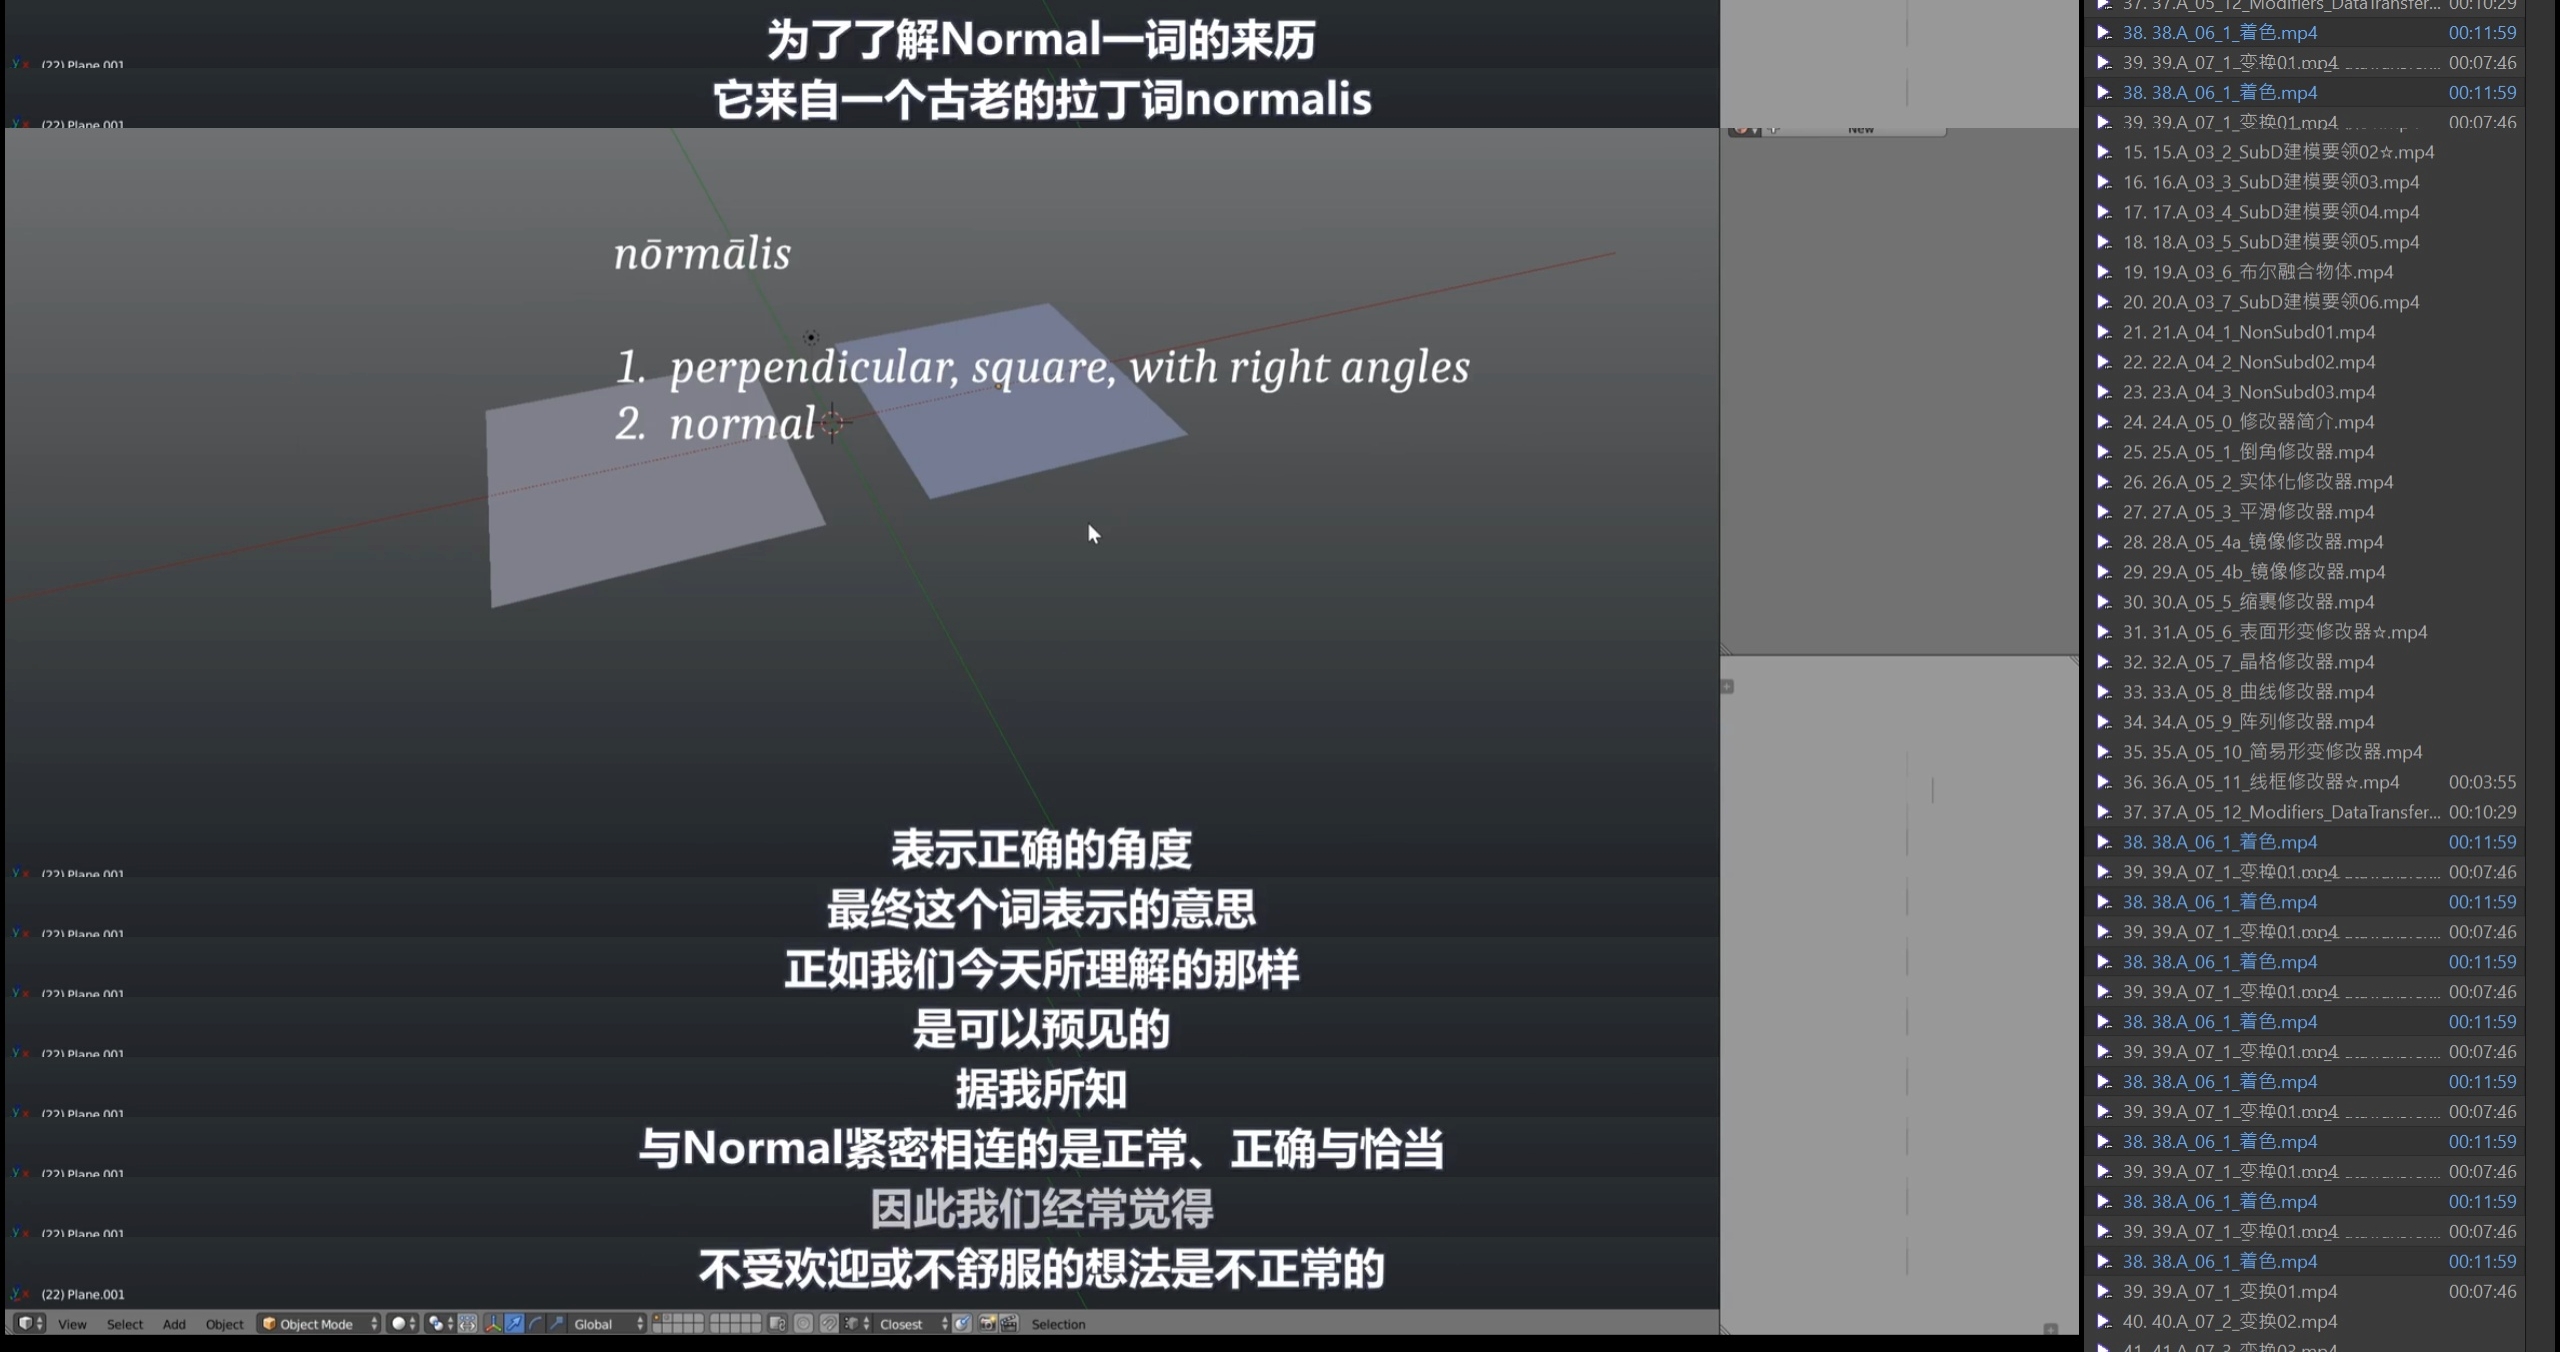 为了了解Normal一词的来历
(22) Plane.001
它来自一个古老的拉丁词normalis
(22) Plane.001
New
nōrmālis
1. perpendicular, square, with right angles
2. normal
表示正确的角度
(22) Plane.001
最终这个词表示的意思
(22) Plane.001
正如我们今天所理解的那样
(22) Plane.001
是可以预见的
(22) Plane.001
据我所知
(22) Plane.001
与Normal紧密相连的是正常、正确与恰当
(22) Plane.001
因此我们经常觉得
(22) Plane.001
不受欢迎或不舒服的想法是不正常的
(22) Plane.001
View Select Add Object Object Mode Global Closest Selection
37. 37.A_05_12_Modifiers_DataTransfer... 00:10:29
38. 38.A_06_1_着色.mp4 00:11:59
39. 39.A_07_1_变换01.mp4 00:07:46
38. 38.A_06_1_着色.mp4 00:11:59
39. 39.A_07_1_变换01.mp4 00:07:46
15. 15.A_03_2_SubD建模要领02☆.mp4
16. 16.A_03_3_SubD建模要领03.mp4
17. 17.A_03_4_SubD建模要领04.mp4
18. 18.A_03_5_SubD建模要领05.mp4
19. 19.A_03_6_布尔融合物体.mp4
20. 20.A_03_7_SubD建模要领06.mp4
21. 21.A_04_1_NonSubd01.mp4
22. 22.A_04_2_NonSubd02.mp4
23. 23.A_04_3_NonSubd03.mp4
24. 24.A_05_0_修改器简介.mp4
25. 25.A_05_1_倒角修改器.mp4
26. 26.A_05_2_实体化修改器.mp4
27. 27.A_05_3_平滑修改器.mp4
28. 28.A_05_4a_镜像修改器.mp4
29. 29.A_05_4b_镜像修改器.mp4
30. 30.A_05_5_缩裹修改器.mp4
31. 31.A_05_6_表面形变修改器☆.mp4
32. 32.A_05_7_晶格修改器.mp4
33. 33.A_05_8_曲线修改器.mp4
34. 34.A_05_9_阵列修改器.mp4
35. 35.A_05_10_简易形变修改器.mp4
36. 36.A_05_11_线框修改器☆.mp4 00:03:55
37. 37.A_05_12_Modifiers_DataTransfer... 00:10:29
38. 38.A_06_1_着色.mp4 00:11:59
39. 39.A_07_1_变换01.mp4 00:07:46
38. 38.A_06_1_着色.mp4 00:11:59
39. 39.A_07_1_变换01.mp4 00:07:46
38. 38.A_06_1_着色.mp4 00:11:59
39. 39.A_07_1_变换01.mp4 00:07:46
38. 38.A_06_1_着色.mp4 00:11:59
39. 39.A_07_1_变换01.mp4 00:07:46
38. 38.A_06_1_着色.mp4 00:11:59
39. 39.A_07_1_变换01.mp4 00:07:46
38. 38.A_06_1_着色.mp4 00:11:59
39. 39.A_07_1_变换01.mp4 00:07:46
38. 38.A_06_1_着色.mp4 00:11:59
39. 39.A_07_1_变换01.mp4 00:07:46
38. 38.A_06_1_着色.mp4 00:11:59
39. 39.A_07_1_变换01.mp4 00:07:46
40. 40.A_07_2_变换02.mp4
41. 41.A_07_3_变换03.mp4